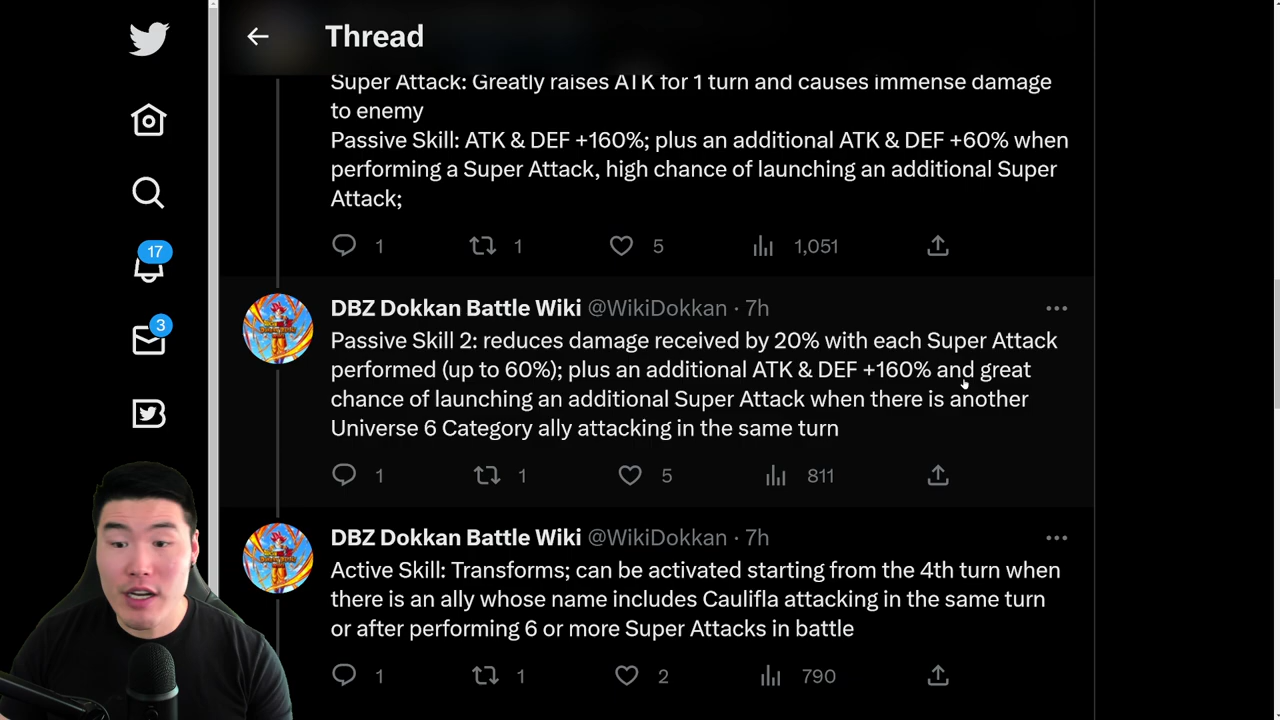 Thread
Super Attack: Greatly raises ATK for 1 turn and causes immense damage
to enemy
Passive Skill: ATK & DEF +160%; plus an additional ATK & DEF +60% when
performing a Super Attack, high chance of launching an additional Super
Attack;
1 1 5 1,051
17
DBZ Dokkan Battle Wiki @WikiDokkan · 7h
Passive Skill 2: reduces damage received by 20% with each Super Attack
performed (up to 60%); plus an additional ATK & DEF +160% and great
chance of launching an additional Super Attack when there is another
Universe 6 Category ally attacking in the same turn
3
1 1 5 811
DBZ Dokkan Battle Wiki @WikiDokkan · 7h
Active Skill: Transforms; can be activated starting from the 4th turn when
there is an ally whose name includes Caulifla attacking in the same turn
or after performing 6 or more Super Attacks in battle
1 1 2 790